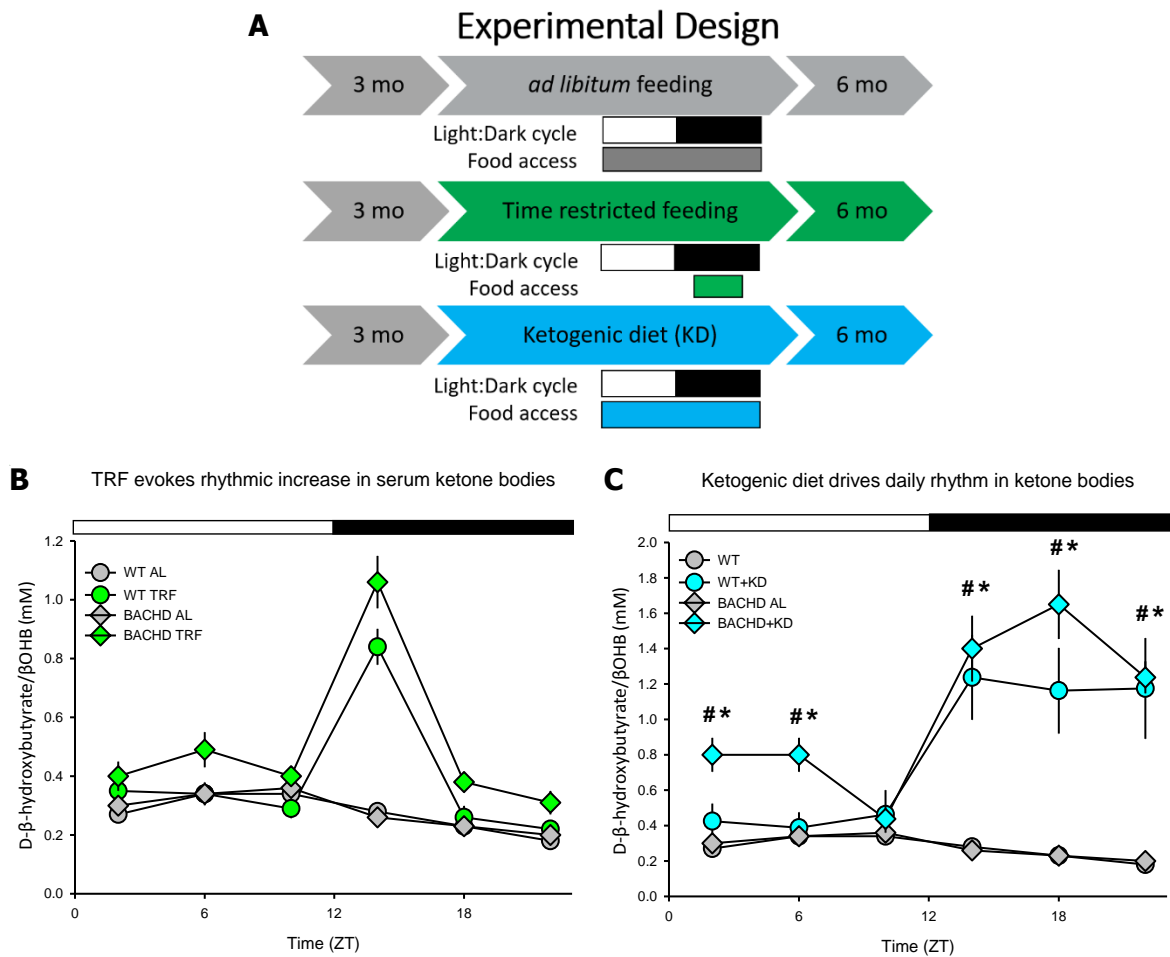 A
Experimental Design
3 mo
ad libitum feeding
6 mo
Light:Dark cycle
Food access
3 mo
Time restricted feeding
6 mo
Light:Dark cycle
Food access
3 mo
Ketogenic diet (KD)
6 mo
Light:Dark cycle
Food access
B
TRF evokes rhythmic increase in serum ketone bodies
D-β-hydroxybutyrate/βOHB (mM)
1.2
1.0
0.8
0.6
0.4
0.2
0.0
WT AL
WT TRF
BACHD AL
BACHD TRF
0
6
12
18
Time (ZT)
C
Ketogenic diet drives daily rhythm in ketone bodies
D-β-hydroxybutyrate/βOHB (mM)
2.0
1.8
1.6
1.4
1.2
1.0
0.8
0.6
0.4
0.2
0.0
WT
WT+KD
BACHD AL
BACHD+KD
#*
#*
#*
#*
#*
0
6
12
18
Time (ZT)